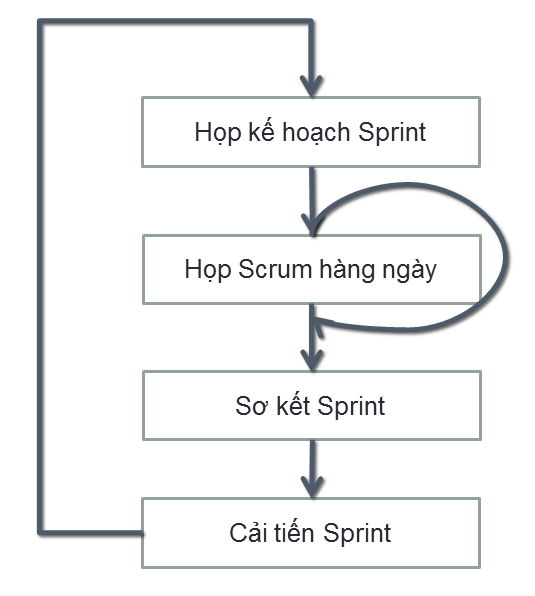 Họp kế hoạch Sprint
Họp Scrum hàng ngày
Sơ kết Sprint
Cải tiến Sprint